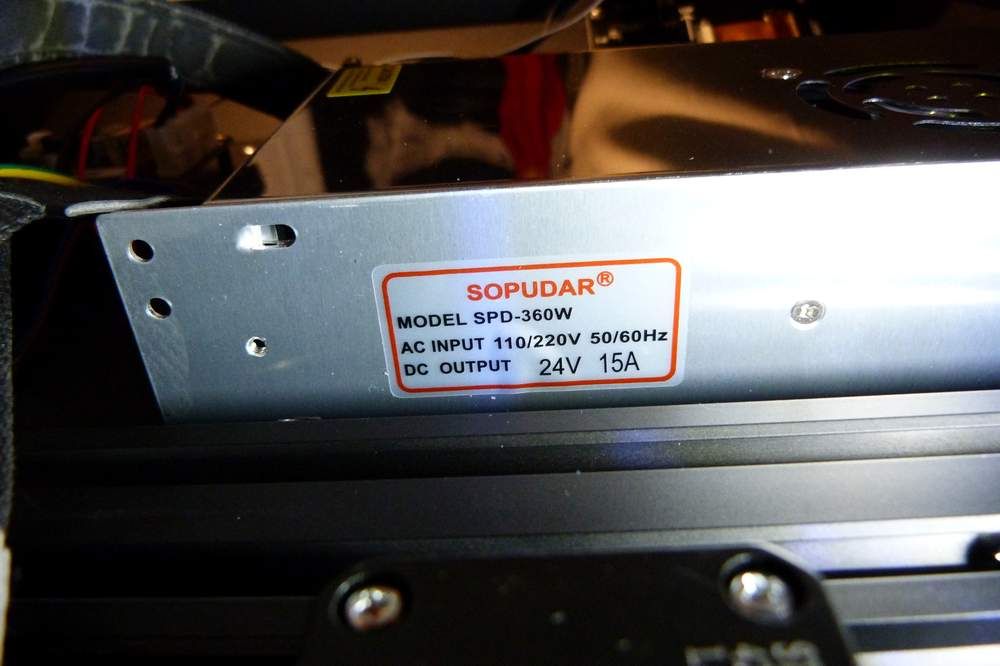 SOPUDAR®
MODEL SPD-360W
AC INPUT 110/220V 50/60Hz
DC OUTPUT 24V 15A